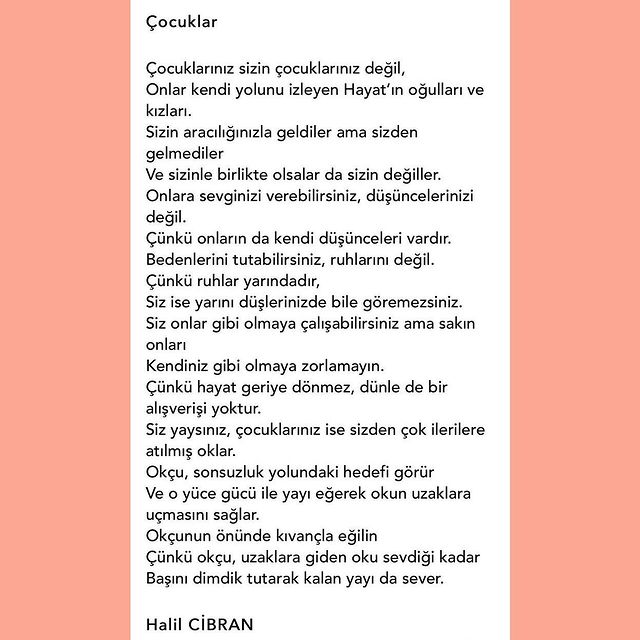 Çocuklar
Çocuklarınız sizin çocuklarınız değil,
Onlar kendi yolunu izleyen Hayat’ın oğulları ve
kızları.
Sizin aracılığınızla geldiler ama sizden
gelmediler
Ve sizinle birlikte olsalar da sizin değiller.
Onlara sevginizi verebilirsiniz, düşüncelerinizi
değil.
Çünkü onların da kendi düşünceleri vardır.
Bedenlerini tutabilirsiniz, ruhlarını değil.
Çünkü ruhlar yarındadır,
Siz ise yarını düşlerinizde bile göremezsiniz.
Siz onlar gibi olmaya çalışabilirsiniz ama sakın
onları
Kendiniz gibi olmaya zorlamayın.
Çünkü hayat geriye dönmez, dünle de bir
alışverişi yoktur.
Siz yaysınız, çocuklarınız ise sizden çok ilerilere
atılmış oklar.
Okçu, sonsuzluk yolundaki hedefi görür
Ve o yüce gücü ile yayı eğerek okun uzaklara
uçmasını sağlar.
Okçunun önünde kıvançla eğilin
Çünkü okçu, uzaklara giden oku sevdiği kadar
Başını dimdik tutarak kalan yayı da sever.
Halil CİBRAN